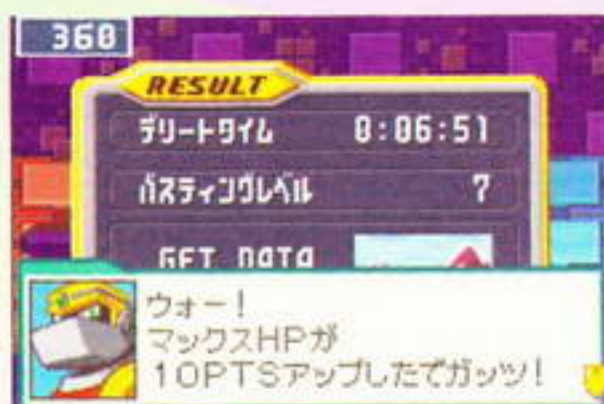 360
RESULT
デリートタイム 0:06:51
バスティングレベル 7
GET DATA
ウォー!
マックスHPが
10PTSアップしたでガッツ!